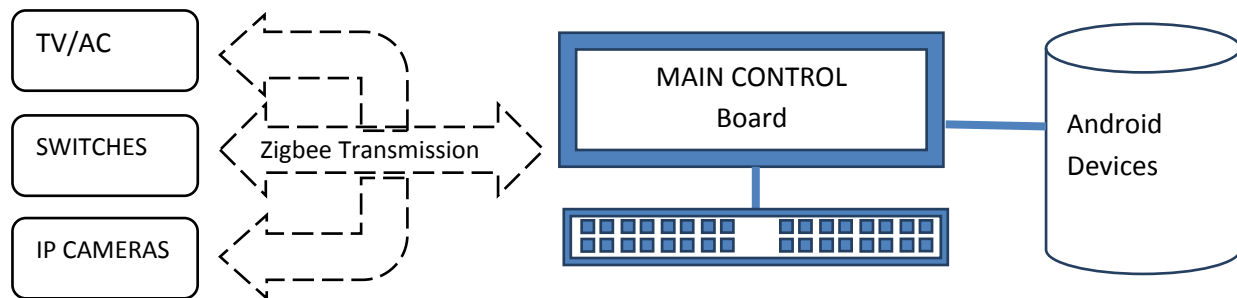 TV/AC
SWITCHES
IP CAMERAS
Zigbee Transmission
MAIN CONTROL
Board
Android
Devices